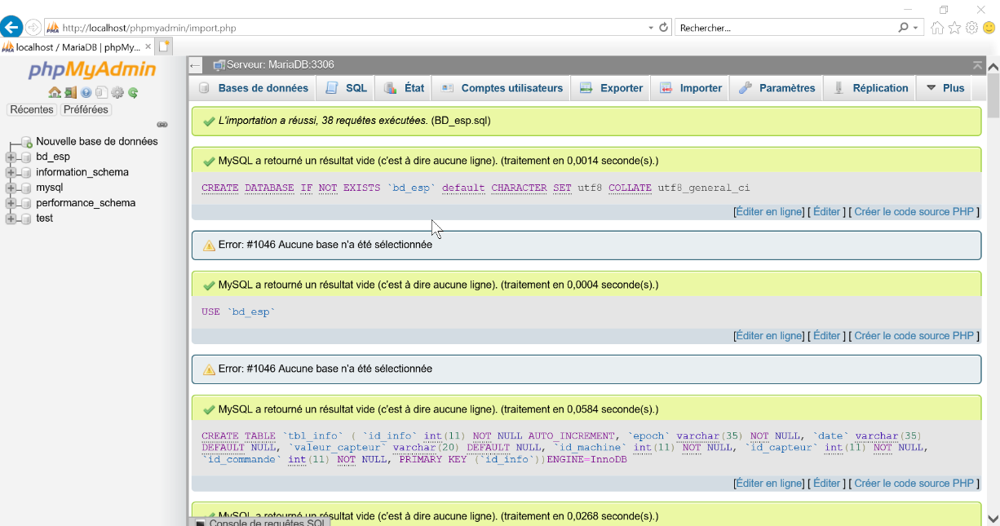 http://localhost/phpmyadmin/import.php
Rechercher...
localhost / MariaDB | phpMy...
phpMyAdmin
Récentes Préférées
Nouvelle base de données
bd_esp
information_schema
mysql
performance_schema
test
Serveur: MariaDB:3306
Bases de données SQL État Comptes utilisateurs Exporter Importer Paramètres Réplication Plus
L'importation a réussi, 38 requêtes exécutées. (BD_esp.sql)
MySQL a retourné un résultat vide (c'est à dire aucune ligne). (traitement en 0,0014 seconde(s).)
CREATE DATABASE IF NOT EXISTS `bd_esp` default CHARACTER SET utf8 COLLATE utf8_general_ci
[Éditer en ligne] [ Éditer ] [ Créer le code source PHP ]
Error: #1046 Aucune base n'a été sélectionnée
MySQL a retourné un résultat vide (c'est à dire aucune ligne). (traitement en 0,0004 seconde(s).)
USE `bd_esp`
[Éditer en ligne] [ Éditer ] [ Créer le code source PHP ]
Error: #1046 Aucune base n'a été sélectionnée
MySQL a retourné un résultat vide (c'est à dire aucune ligne). (traitement en 0,0584 seconde(s).)
CREATE TABLE `tbl_info` ( `id_info` int(11) NOT NULL AUTO_INCREMENT, `epoch` varchar(35) NOT NULL, `date` varchar(35)
DEFAULT NULL, `valeur_capteur` varchar(20) DEFAULT NULL, `id_machine` int(11) NOT NULL, `id_capteur` int(11) NOT NULL,
`id_commande` int(11) NOT NULL, PRIMARY KEY (`id_info`))ENGINE=InnoDB
[Éditer en ligne] [ Éditer ] [ Créer le code source PHP ]
MySQL a retourné un résultat vide (c'est à dire aucune ligne). (traitement en 0,0268 seconde(s).)
Console de requêtes SQL